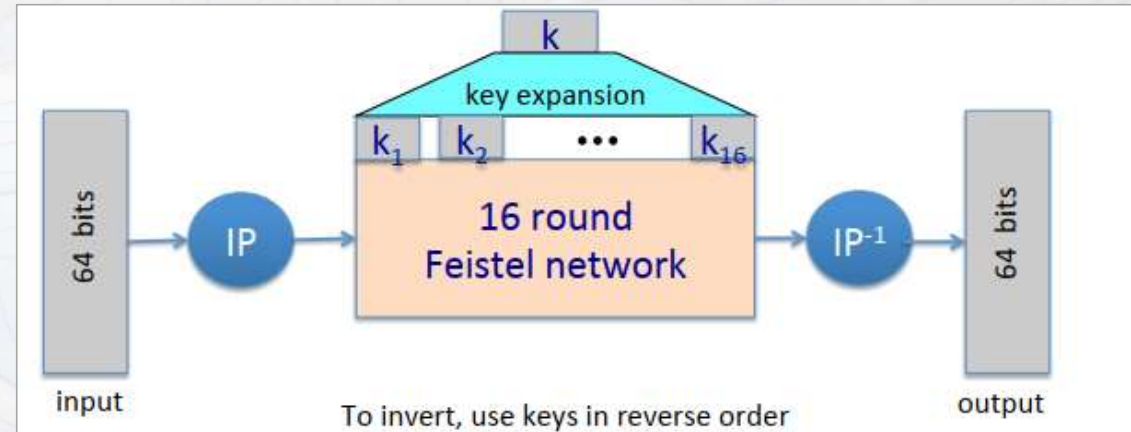 k
key expansion
k₁ k₂ ••• k₁₆
64 bits
IP
16 round
Feistel network
IP⁻¹
64 bits
input
output
To invert, use keys in reverse order